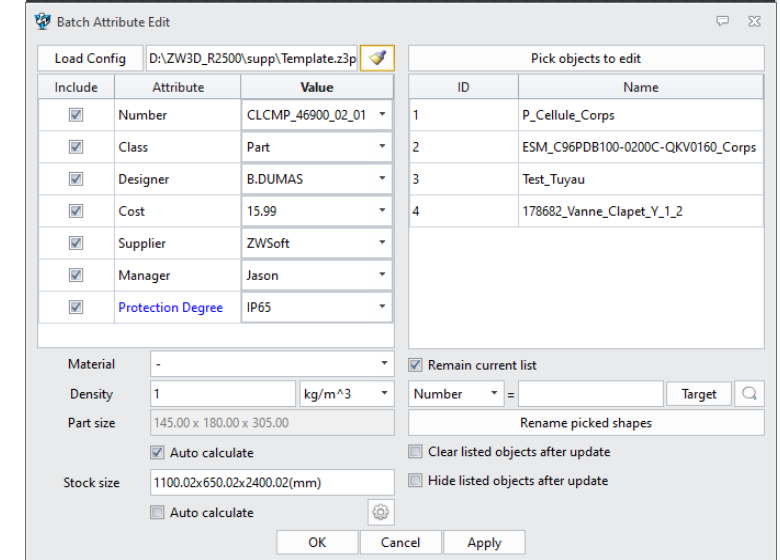 Batch Attribute Edit
Load Config D:\ZW3D_R2500\supp\Template.z3p
Pick objects to edit
Include Attribute Value
Number CLCMP_46900_02_01
Class Part
Designer B.DUMAS
Cost 15.99
Supplier ZWSoft
Manager Jason
Protection Degree IP65
ID Name
1 P_Cellule_Corps
2 ESM_C96PDB100-0200C-QKV0160_Corps
3 Test_Tuyau
4 178682_Vanne_Clapet_Y_1_2
Material -
Density 1 kg/m^3
Part size 145.00 x 180.00 x 305.00
Auto calculate
Stock size 1100.02x650.02x2400.02(mm)
Auto calculate
Remain current list
Number = Target
Rename picked shapes
Clear listed objects after update
Hide listed objects after update
OK Cancel Apply